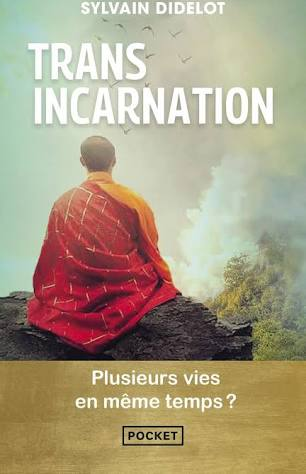 SYLVAIN DIDELOT
TRANS
INCARNATION
Plusieurs vies
en même temps ?
POCKET